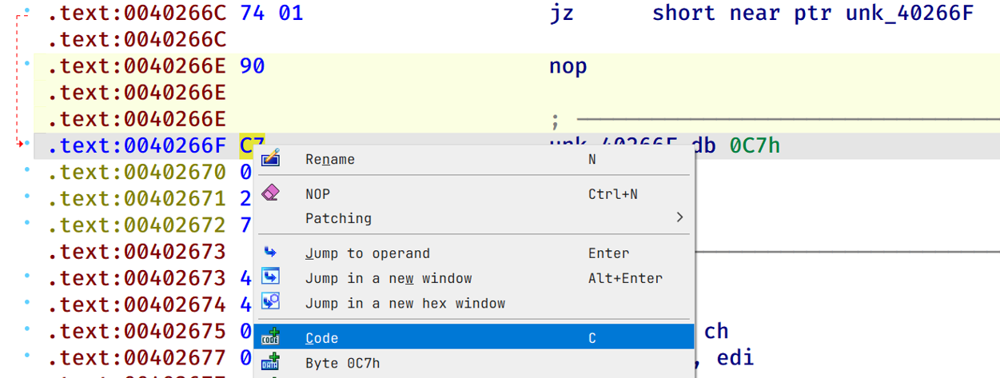 .text:0040266C 74 01 jz short near ptr unk_40266F
.text:0040266C
.text:0040266E 90 nop
.text:0040266E
.text:0040266E ; ─────────────────────
.text:0040266F C7 unk_40266F db 0C7h
.text:00402670 0
.text:00402671 2
.text:00402672 7
.text:00402673
.text:00402673 4
.text:00402674 4
.text:00402675 0 ch
.text:00402677 0 , edi
Rename N
NOP Ctrl+N
Patching
Jump to operand Enter
Jump in a new window Alt+Enter
Jump in a new hex window
Code C
Byte 0C7h